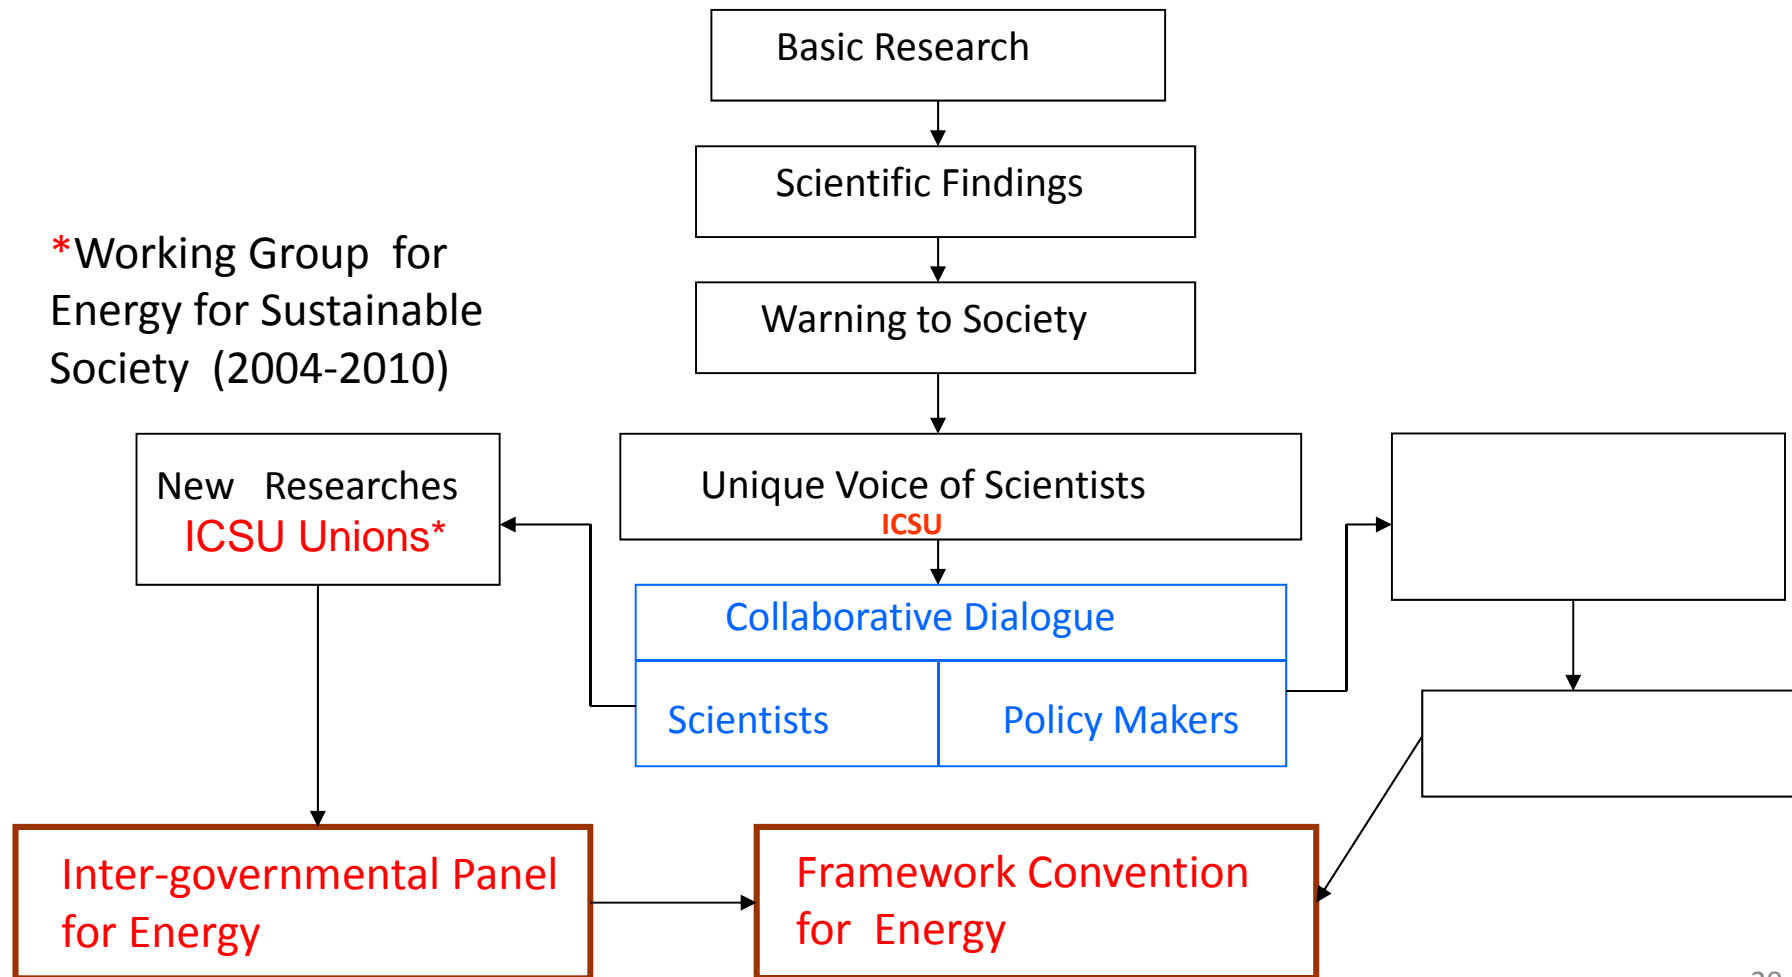 Basic Research
Scientific Findings
*Working Group for
Energy for Sustainable
Society (2004-2010)
Warning to Society
New Researches
ICSU Unions*
Unique Voice of Scientists
ICSU
Collaborative Dialogue
Scientists
Policy Makers
Inter-governmental Panel
for Energy
Framework Convention
for Energy